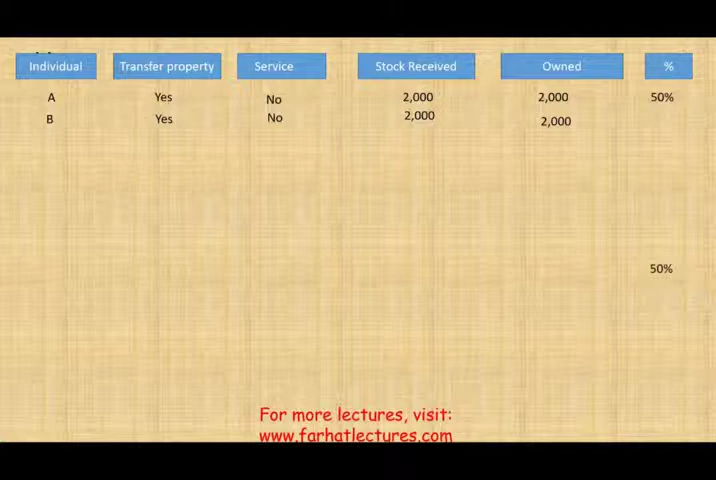 Individual Transfer property Service Stock Received Owned %
A Yes No 2,000 2,000 50%
B Yes No 2,000 2,000
50%
For more lectures, visit:
www.farhatlectures.com